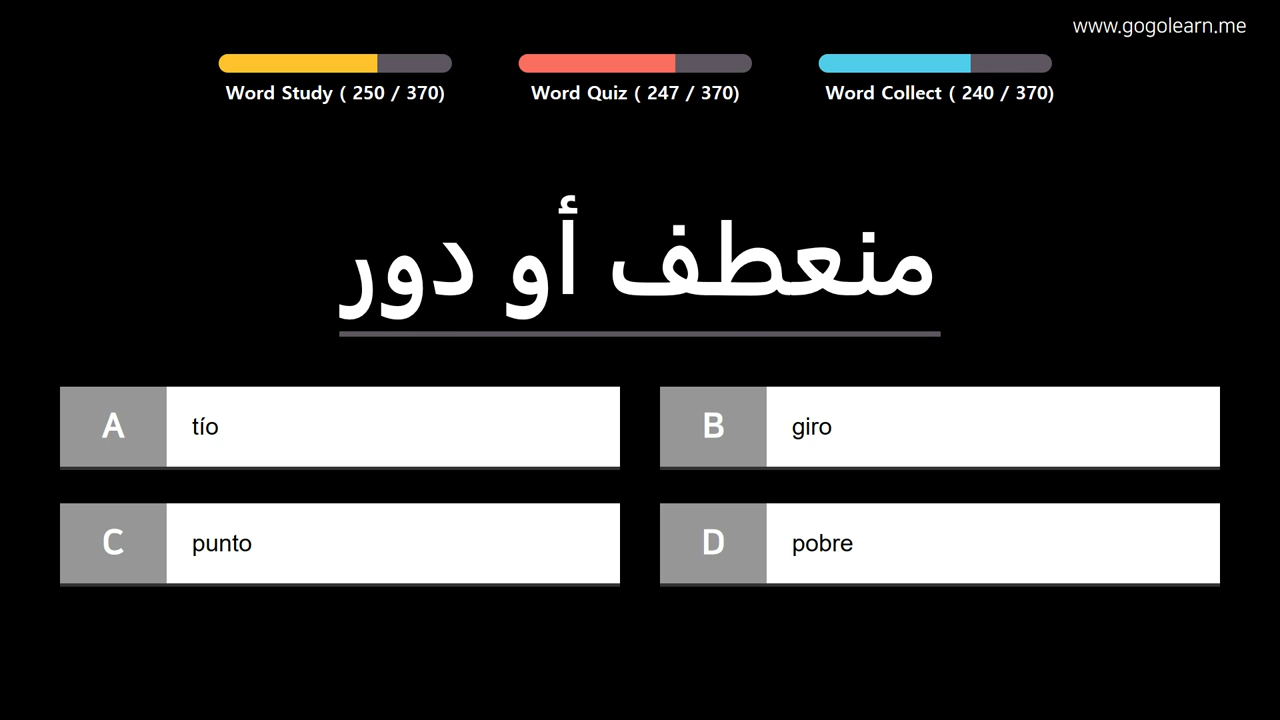 www.gogolearn.me
Word Study ( 250 / 370)
Word Quiz ( 247 / 370)
Word Collect ( 240 / 370)
منعطف أو دور
A
tío
B
giro
C
punto
D
pobre